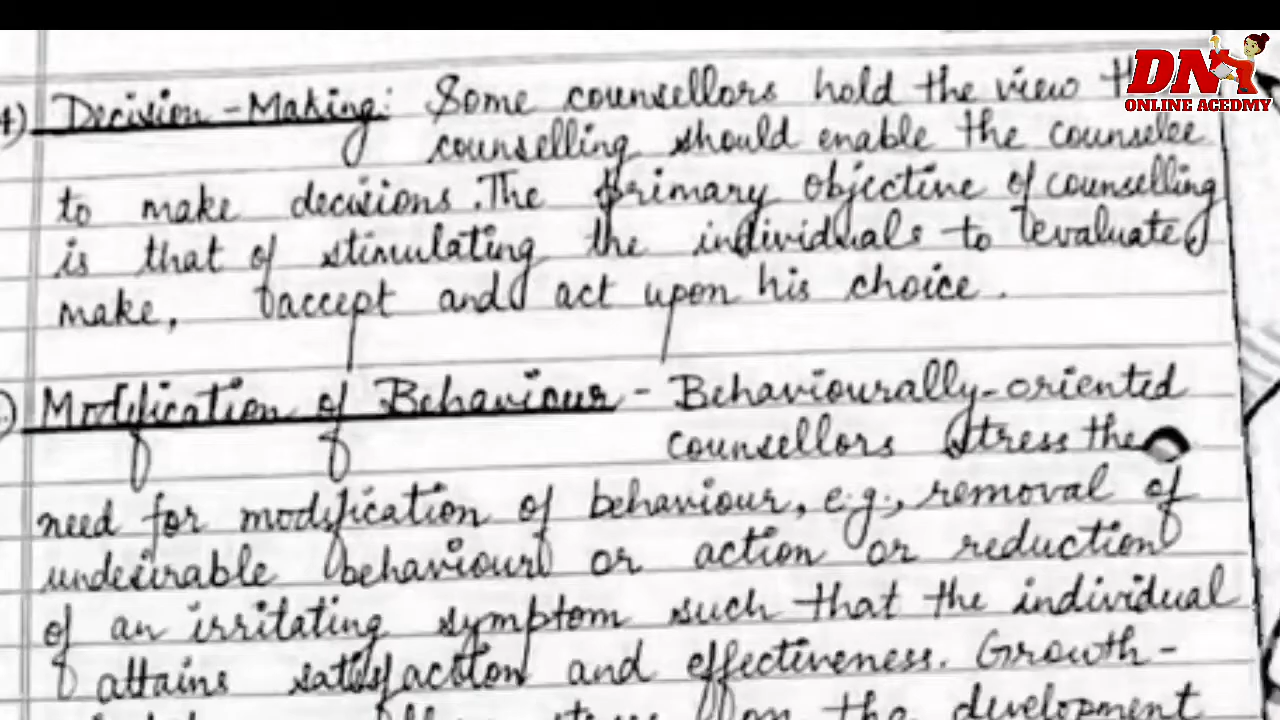 4) Decision-Making: Some counsellors hold the view
counselling should enable the counselee
to make decisions. The primary objective of counselling
is that of stimulating the individuals to evaluate,
make, accept and act upon his choice.
Modification of Behaviour - Behaviourally-oriented
counsellors stress the
need for modification of behaviour, e.g., removal of
undesirable behaviour or action or reduction
of an irritating symptom such that the individual
attains satisfaction and effectiveness. Growth-
on the development
DNA
ONLINE ACEDMY